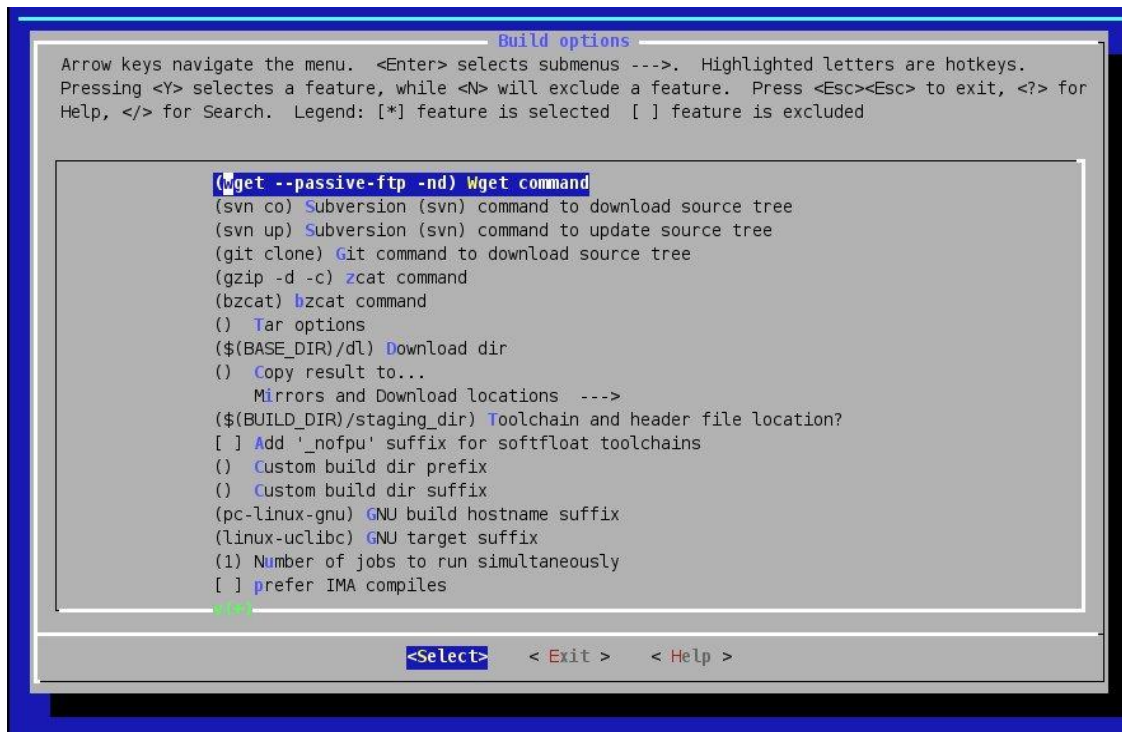 Build options
Arrow keys navigate the menu.  <Enter> selects submenus --->.  Highlighted letters are hotkeys.
Pressing <Y> selectes a feature, while <N> will exclude a feature.  Press <Esc><Esc> to exit, <?> for
Help, </> for Search.  Legend: [*] feature is selected  [ ] feature is excluded
(wget --passive-ftp -nd) Wget command
(svn co) Subversion (svn) command to download source tree
(svn up) Subversion (svn) command to update source tree
(git clone) Git command to download source tree
(gzip -d -c) zcat command
(bzcat) bzcat command
()  Tar options
($(BASE_DIR)/dl) Download dir
()  Copy result to...
Mirrors and Download locations  --->
($(BUILD_DIR)/staging_dir) Toolchain and header file location?
[ ] Add '_nofpu' suffix for softfloat toolchains
()  Custom build dir prefix
()  Custom build dir suffix
(pc-linux-gnu) GNU build hostname suffix
(linux-uclibc) GNU target suffix
(1) Number of jobs to run simultaneously
[ ] prefer IMA compiles
v(+)
<Select>    < Exit >    < Help >